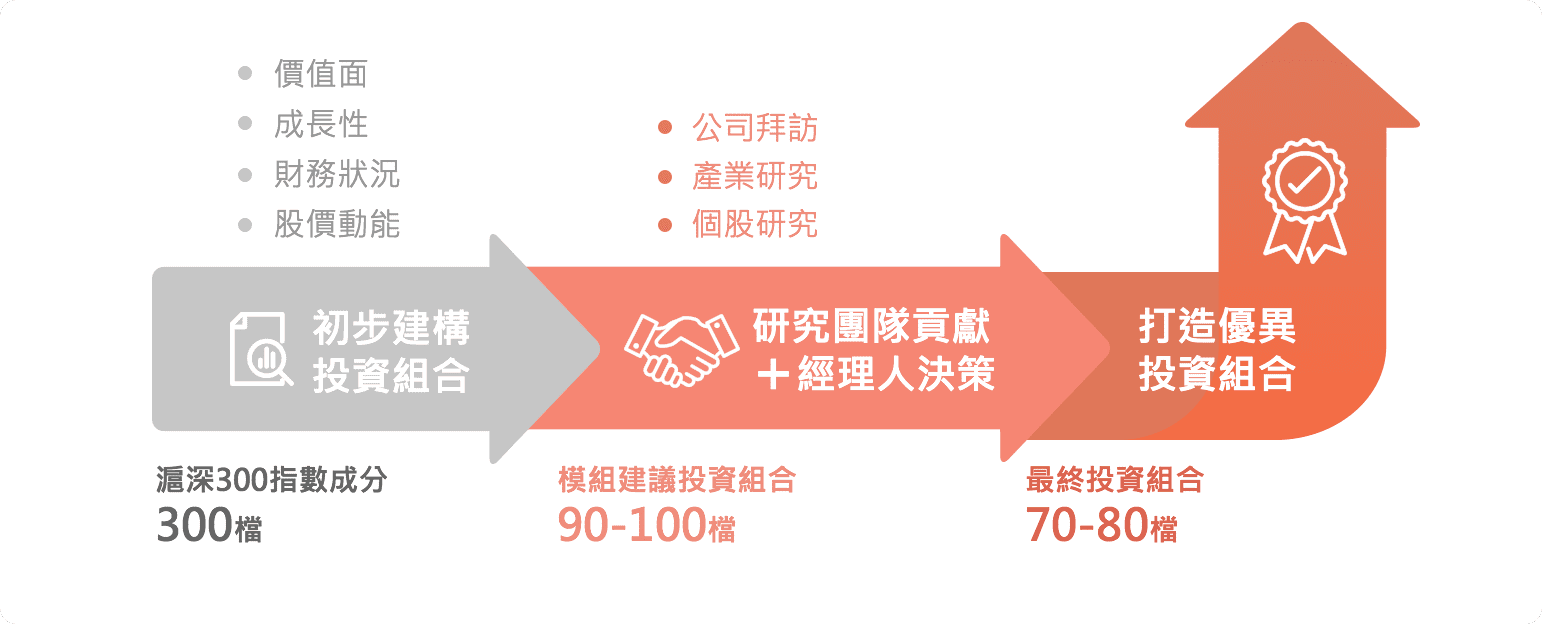 價值面
成長性
財務狀況
股價動能
公司拜訪
產業研究
個股研究
初步建構
投資組合
研究團隊貢獻
＋經理人決策
打造優異
投資組合
滬深300指數成分
300檔
模組建議投資組合
90-100檔
最終投資組合
70-80檔